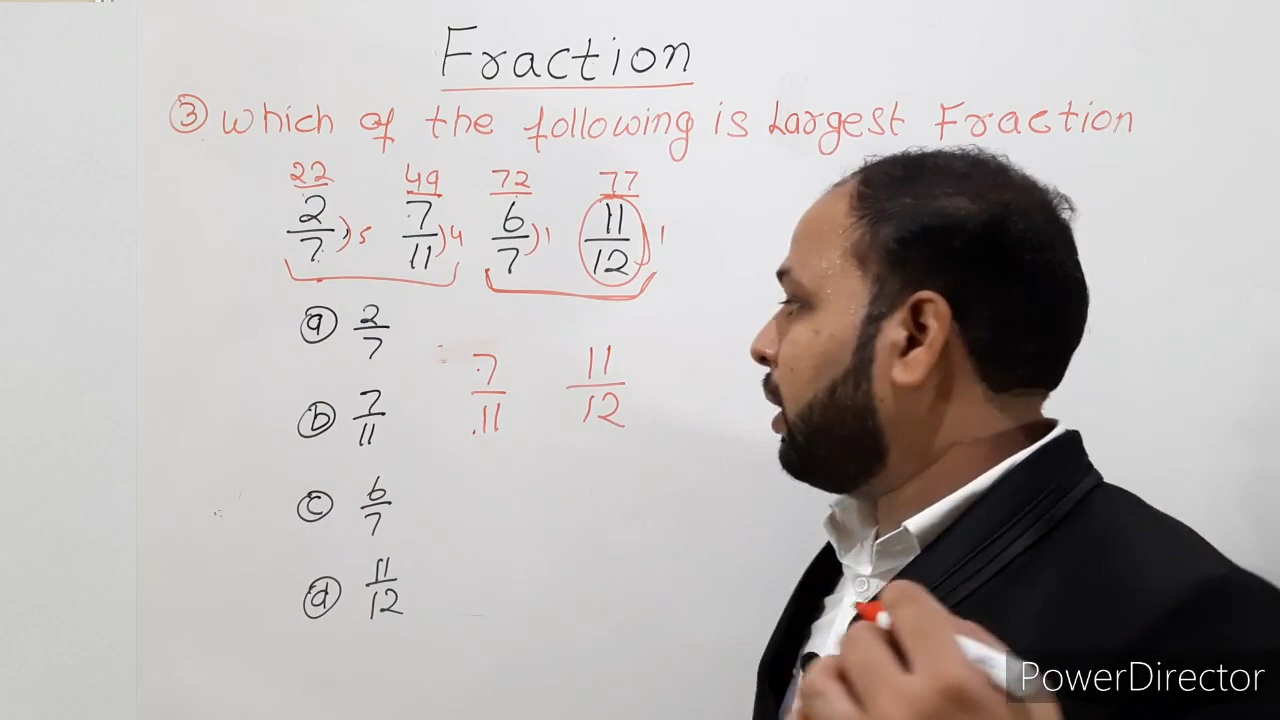 Fraction
③ Which of the following is Largest Fraction
22 49 72 77
2/7 )5 7/11 )4 6/7 )1 11/12 )1
ⓐ 2/7
7/11 11/12
ⓑ 7/11
ⓒ 6/7
ⓓ 11/12
PowerDirector